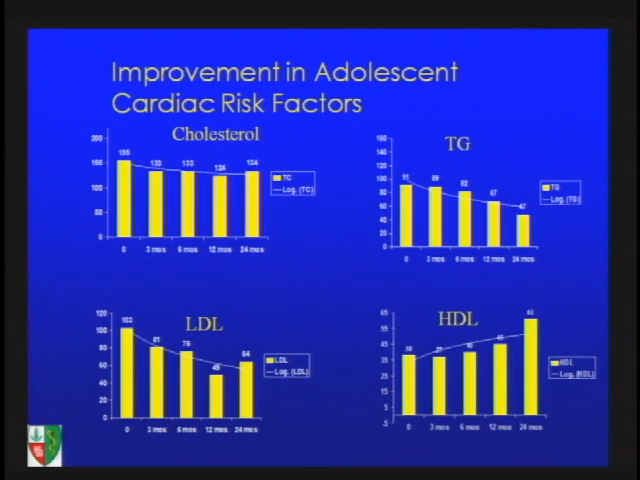 Improvement in Adolescent
Cardiac Risk Factors
Cholesterol
200
150
100
50
0
155
133
133
124
134
0 3 mos 6 mos 12 mos 24 mos
TC
Log. (TC)
TG
160
140
120
100
80
60
40
20
0
91
89
82
67
47
0 3 mos 6 mos 12 mos 24 mos
TG
Log. (TG)
LDL
120
100
80
60
40
20
0
103
81
76
49
64
0 3 mos 6 mos 12 mos 24 mos
LDL
Log. (LDL)
HDL
65
55
45
35
25
15
5
-5
38
37
40
45
61
0 3 mos 6 mos 12 mos 24 mos
HDL
Log. (HDL)